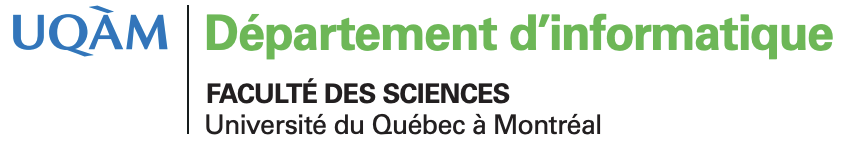 UQÀM
Département d'informatique
FACULTÉ DES SCIENCES
Université du Québec à Montréal